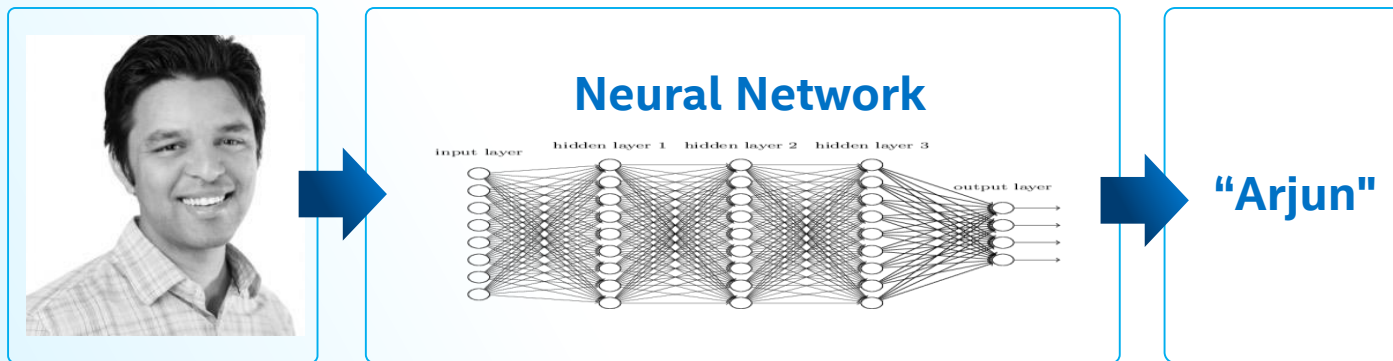 Neural Network
input layer
hidden layer 1 hidden layer 2 hidden layer 3
output layer
“Arjun"